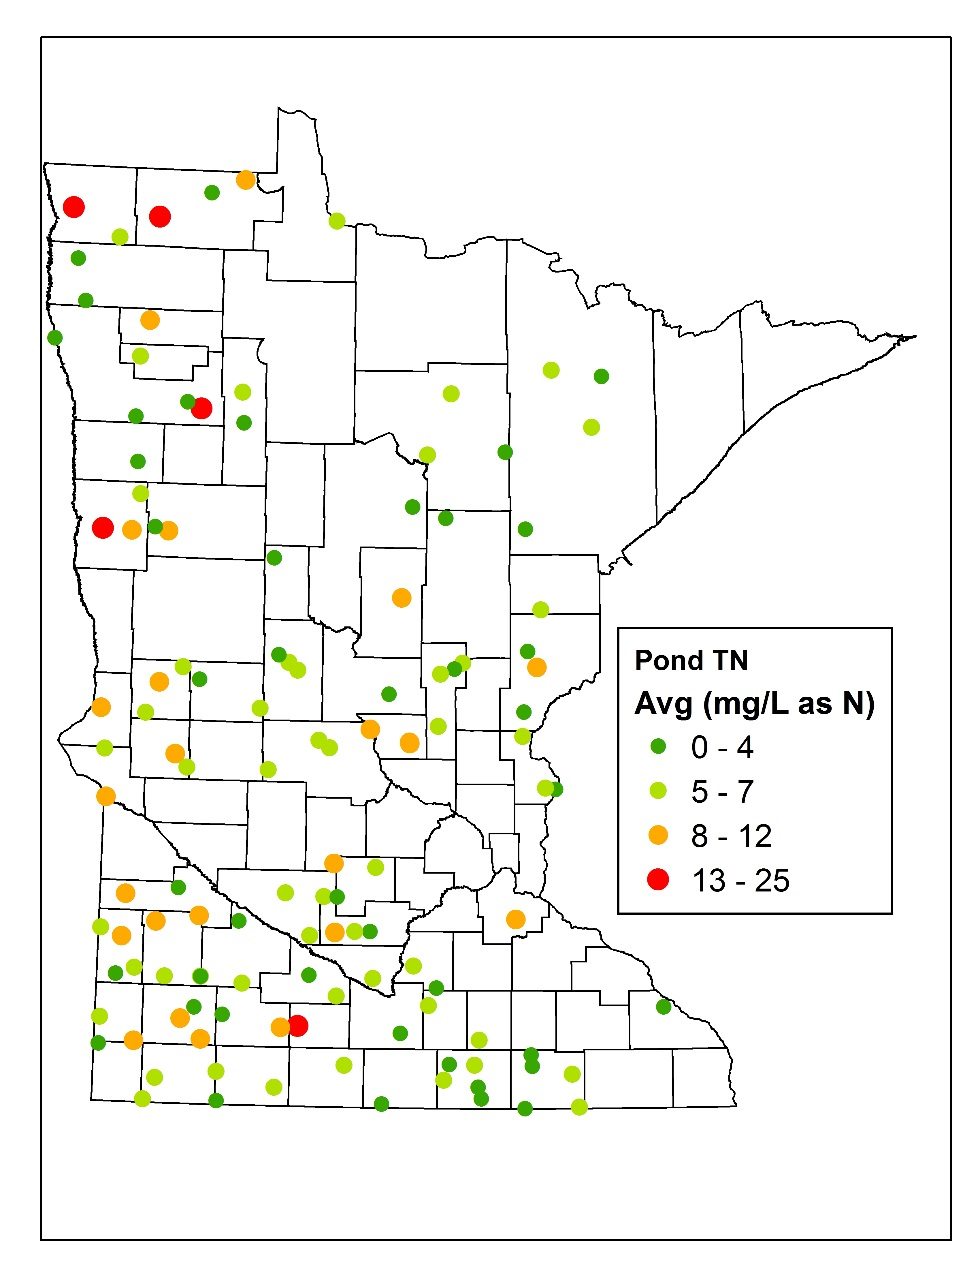 Pond TN
Avg (mg/L as N)
0 - 4
5 - 7
8 - 12
13 - 25